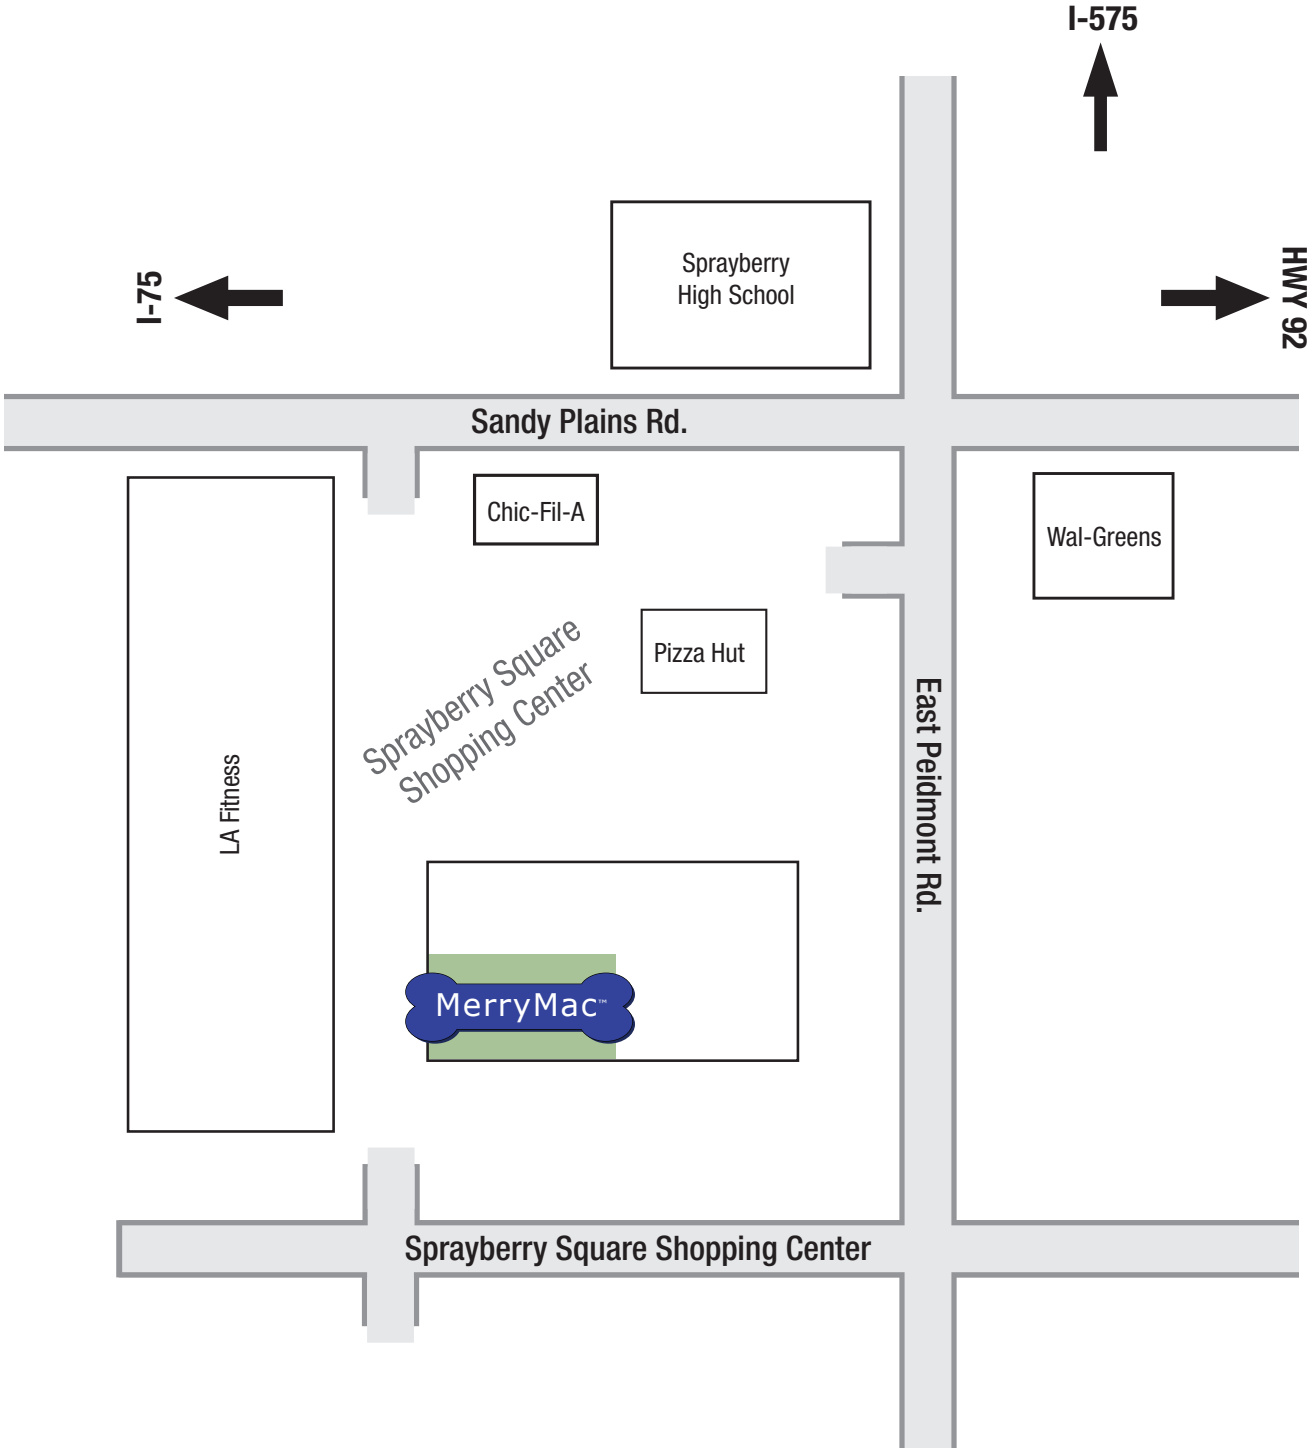 I-575
Sprayberry
High School
I-75
HWY 92
Sandy Plains Rd.
Chic-Fil-A
Wal-Greens
Pizza Hut
Sprayberry Square
Shopping Center
East Peidmont Rd.
LA Fitness
MerryMac™
Sprayberry Square Shopping Center